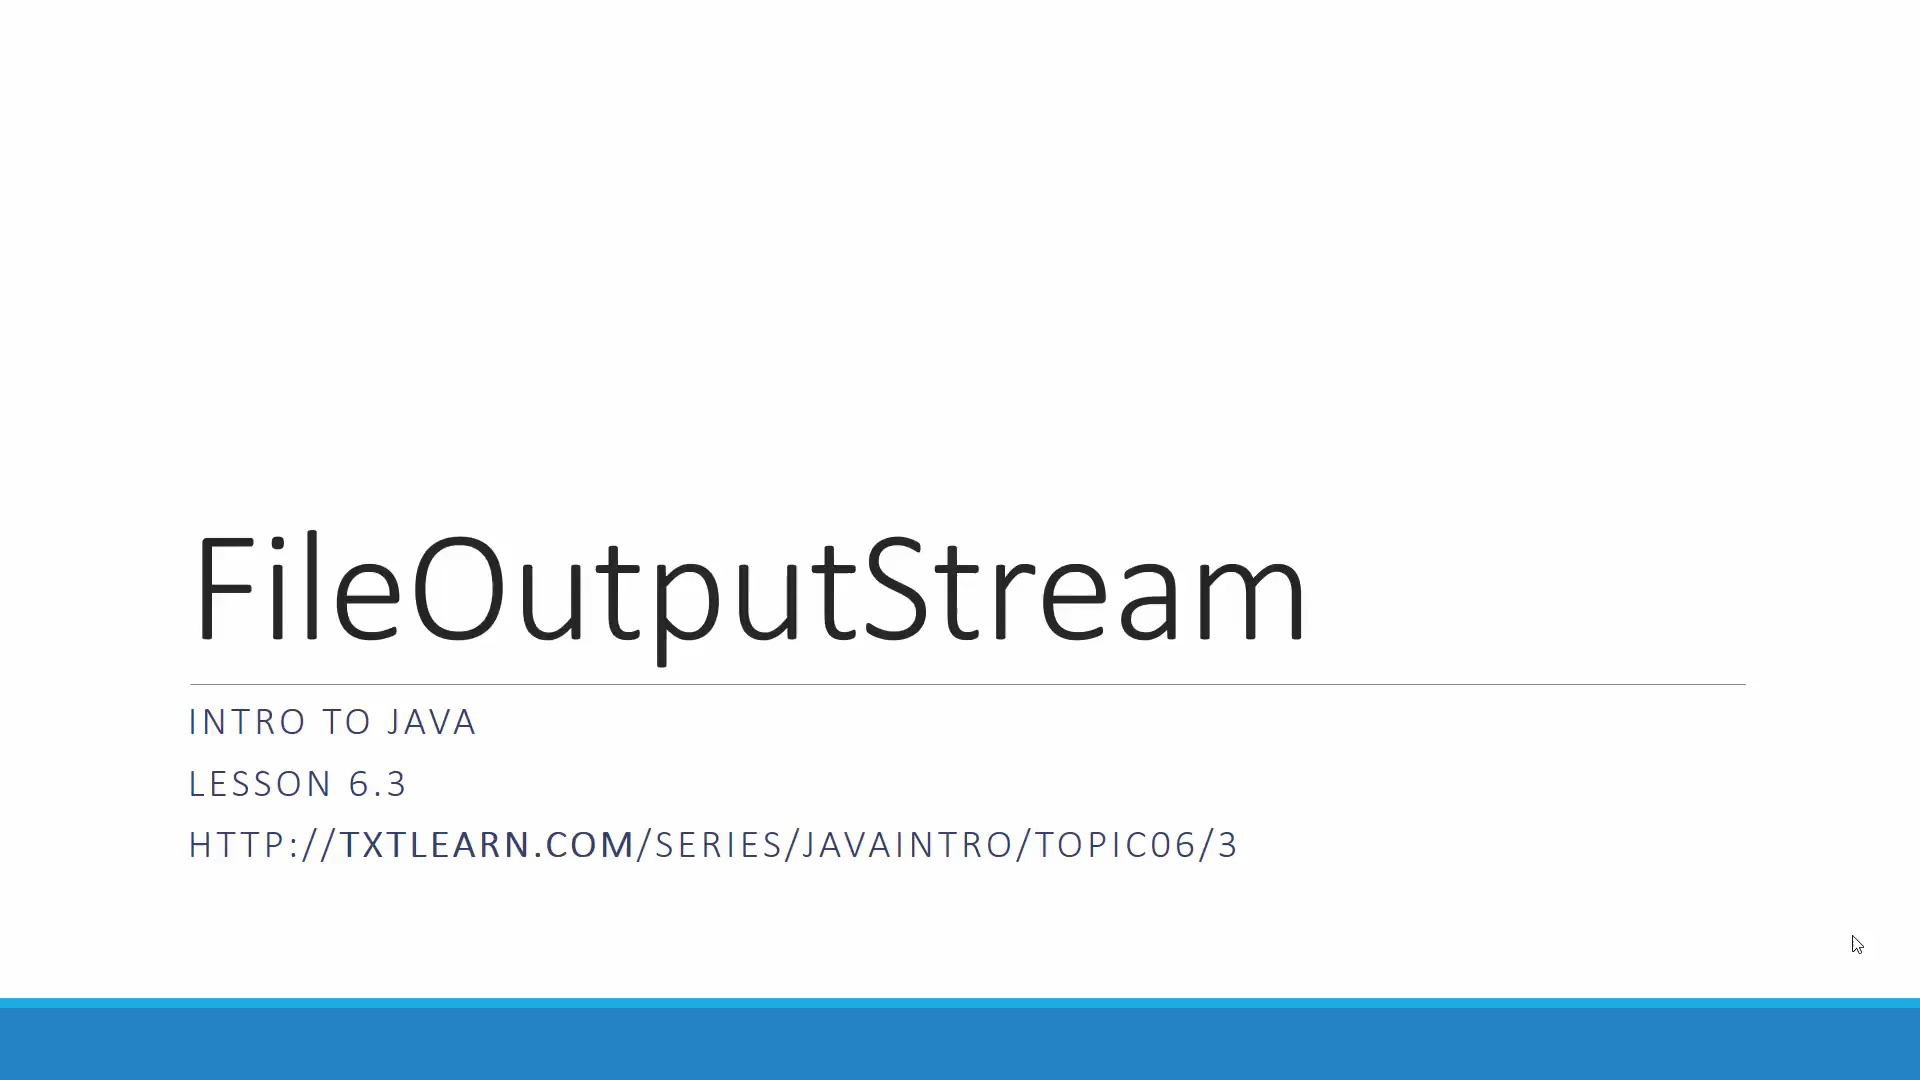 FileOutputStream
INTRO TO JAVA
LESSON 6.3
HTTP://TXTLEARN.COM/SERIES/JAVAINTRO/TOPIC06/3